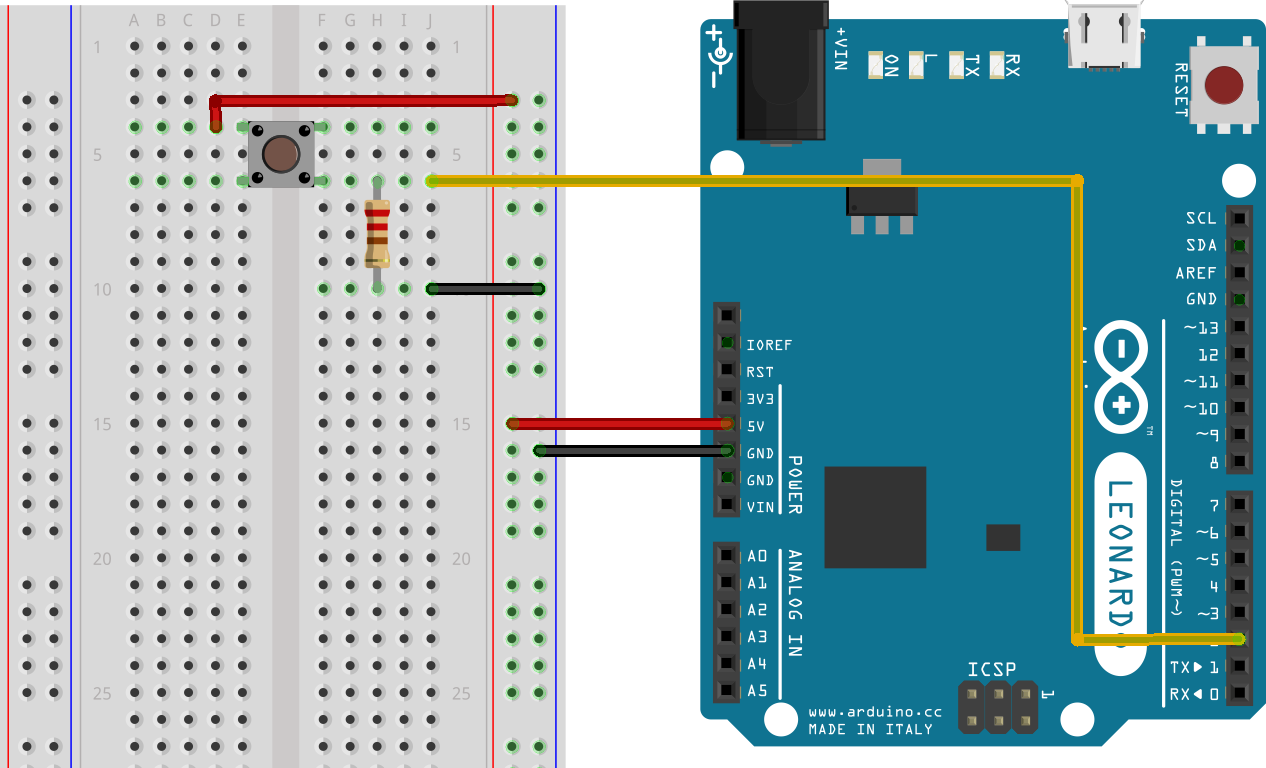 A B C D E F G H I J
1 1
5 5
10 10
15 15
20 20
25 25
+VIN
ON
L
TX
RX
RESET
SCL
SDA
AREF
GND
~13
12
~11
~10
~9
8
IOREF
RST
3V3
5V
GND
GND
VIN
POWER
A0
A1
A2
A3
A4
A5
ANALOG IN
TM
LEONARD
DIGITAL (PWM~)
7
~6
~5
4
~3
TX▶ 1
RX◀ 0
ICSP
1
www.arduino.cc
MADE IN ITALY